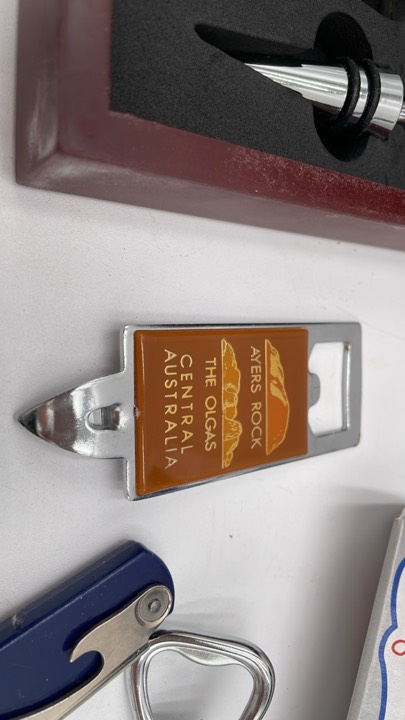 AYERS ROCK
THE OLGAS
CENTRAL
AUSTRALIA